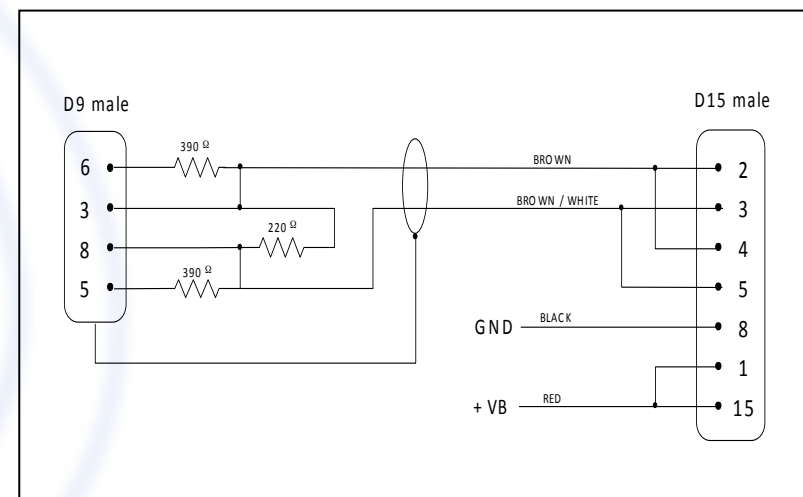 D9 male
D15 male
390 Ω
6
BROWN
2
3
BROWN / WHITE
3
220 Ω
8
4
390 Ω
5
5
GND
BLACK
8
1
+ VB
RED
15